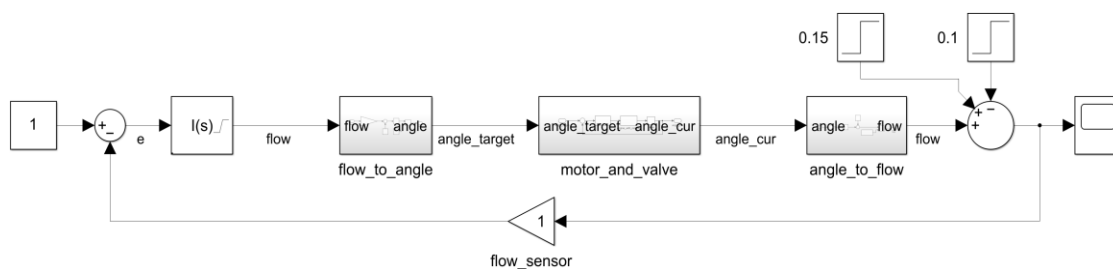 0.15
0.1
1
+
−
e
I(s)
flow
flow
angle
flow_to_angle
angle_target
angle_target
angle_cur
motor_and_valve
angle_cur
angle
flow
angle_to_flow
flow
+
−
+
1
flow_sensor